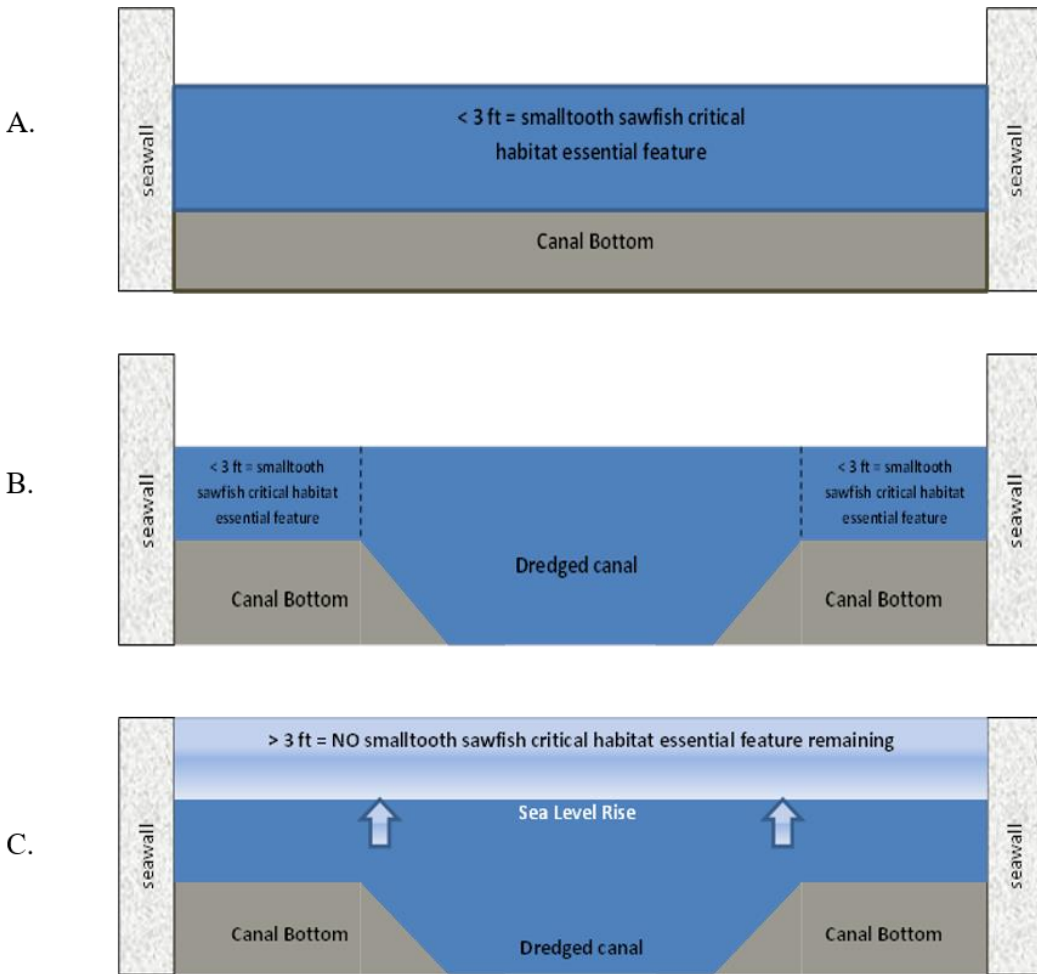 A.
seawall
< 3 ft = smalltooth sawfish critical
habitat essential feature
Canal Bottom
seawall
B.
seawall
< 3 ft = smalltooth
sawfish critical habitat
essential feature
Canal Bottom
Dredged canal
< 3 ft = smalltooth
sawfish critical habitat
essential feature
Canal Bottom
seawall
C.
seawall
> 3 ft = NO smalltooth sawfish critical habitat essential feature remaining
Sea Level Rise
Canal Bottom
Dredged canal
Canal Bottom
seawall